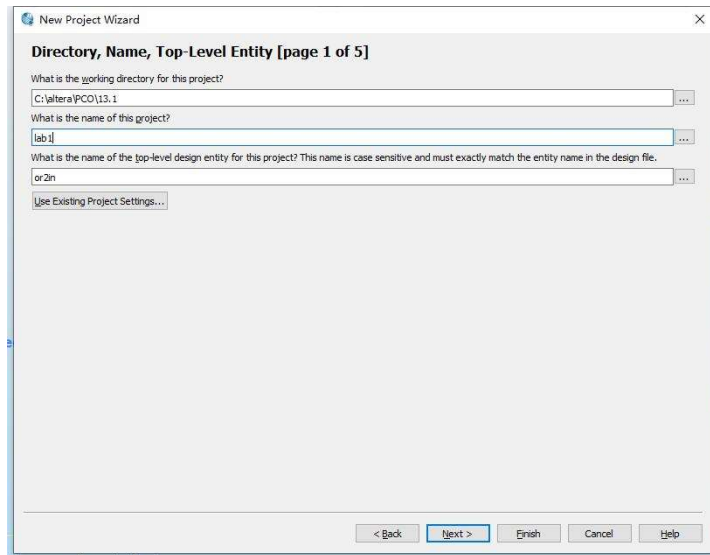 New Project Wizard
Directory, Name, Top-Level Entity [page 1 of 5]
What is the working directory for this project?
C:\altera\PCO\13.1
...
What is the name of this project?
lab1
...
What is the name of the top-level design entity for this project? This name is case sensitive and must exactly match the entity name in the design file.
or2in
...
Use Existing Project Settings...
< Back Next > Finish Cancel Help